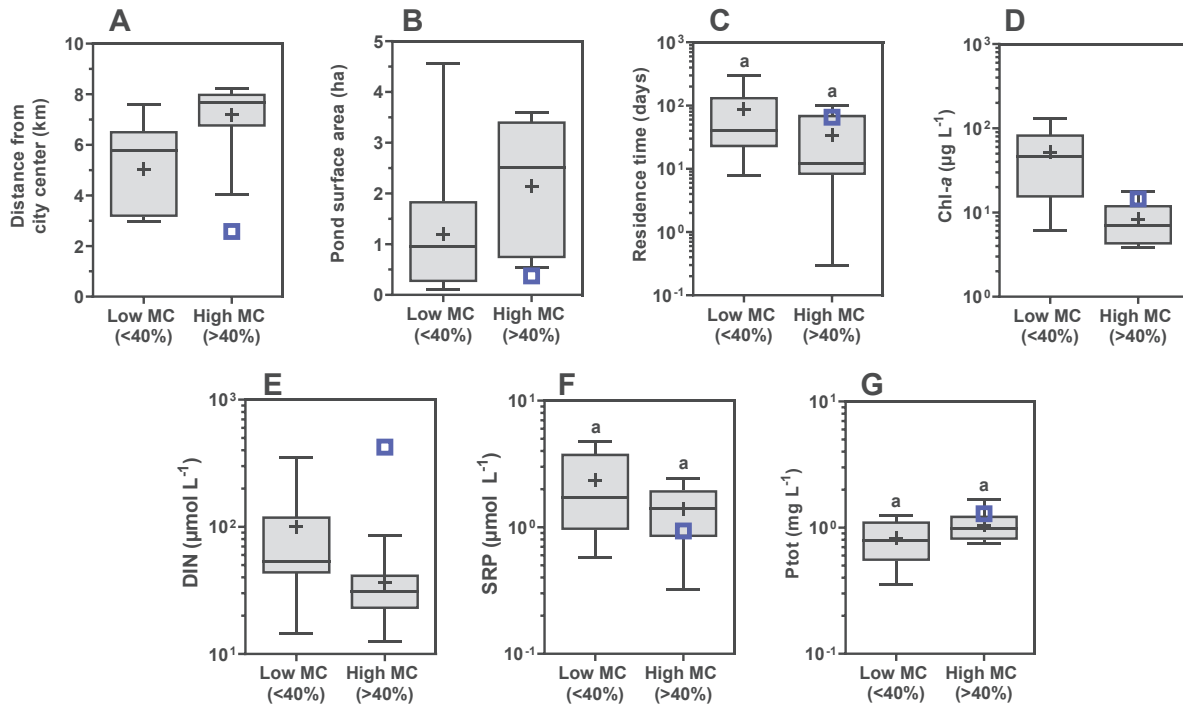 A
Distance from
city center (km)
10
8
6
4
2
0
Low MC
(<40%)
High MC
(>40%)
B
Pond surface area (ha)
5
4
3
2
1
0
Low MC
(<40%)
High MC
(>40%)
C
Residence time (days)
10³
10²
10¹
10⁰
10⁻¹
a
a
Low MC
(<40%)
High MC
(>40%)
D
Chl-a (µg L⁻¹)
10³
10²
10¹
10⁰
Low MC
(<40%)
High MC
(>40%)
E
DIN (µmol L⁻¹)
10³
10²
10¹
Low MC
(<40%)
High MC
(>40%)
F
SRP (µmol L⁻¹)
10¹
10⁰
10⁻¹
a
a
Low MC
(<40%)
High MC
(>40%)
G
Ptot (mg L⁻¹)
10¹
10⁰
10⁻¹
a
a
Low MC
(<40%)
High MC
(>40%)